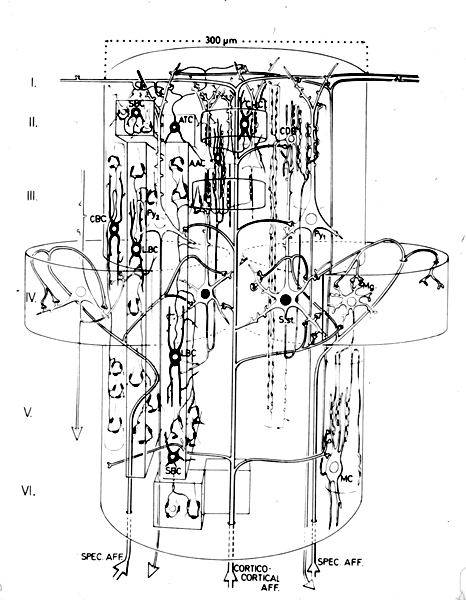 300 µm
I.
II.
SBC
ATC
CHC
CDB
AAC
III.
Py₂
CBC
LBC
Py₁
IV.
S.st.
Mg.
LBC
V.
SBC
MC
VI.
SPEC. AFF.
CORTICO-
CORTICAL
AFF.
SPEC. AFF.